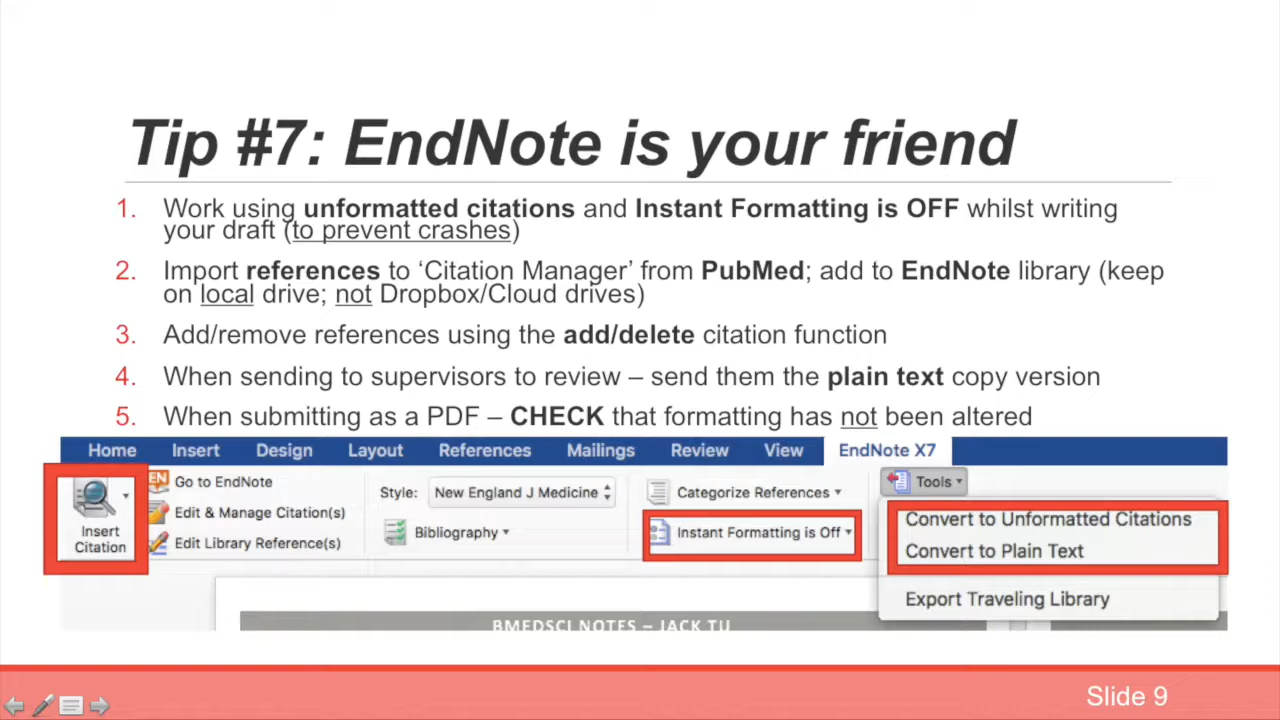 Tip #7: EndNote is your friend
1. Work using unformatted citations and Instant Formatting is OFF whilst writing
your draft (to prevent crashes)
2. Import references to ‘Citation Manager’ from PubMed; add to EndNote library (keep
on local drive; not Dropbox/Cloud drives)
3. Add/remove references using the add/delete citation function
4. When sending to supervisors to review – send them the plain text copy version
5. When submitting as a PDF – CHECK that formatting has not been altered
Home Insert Design Layout References Mailings Review View EndNote X7
Insert
Citation
EN
Go to EndNote
Edit & Manage Citation(s)
Edit Library Reference(s)
Style: New England J Medicine
Bibliography
Categorize References
Instant Formatting is Off
Tools
Convert to Unformatted Citations
Convert to Plain Text
Export Traveling Library
BMEDSCI NOTES – JACK TU
Slide 9